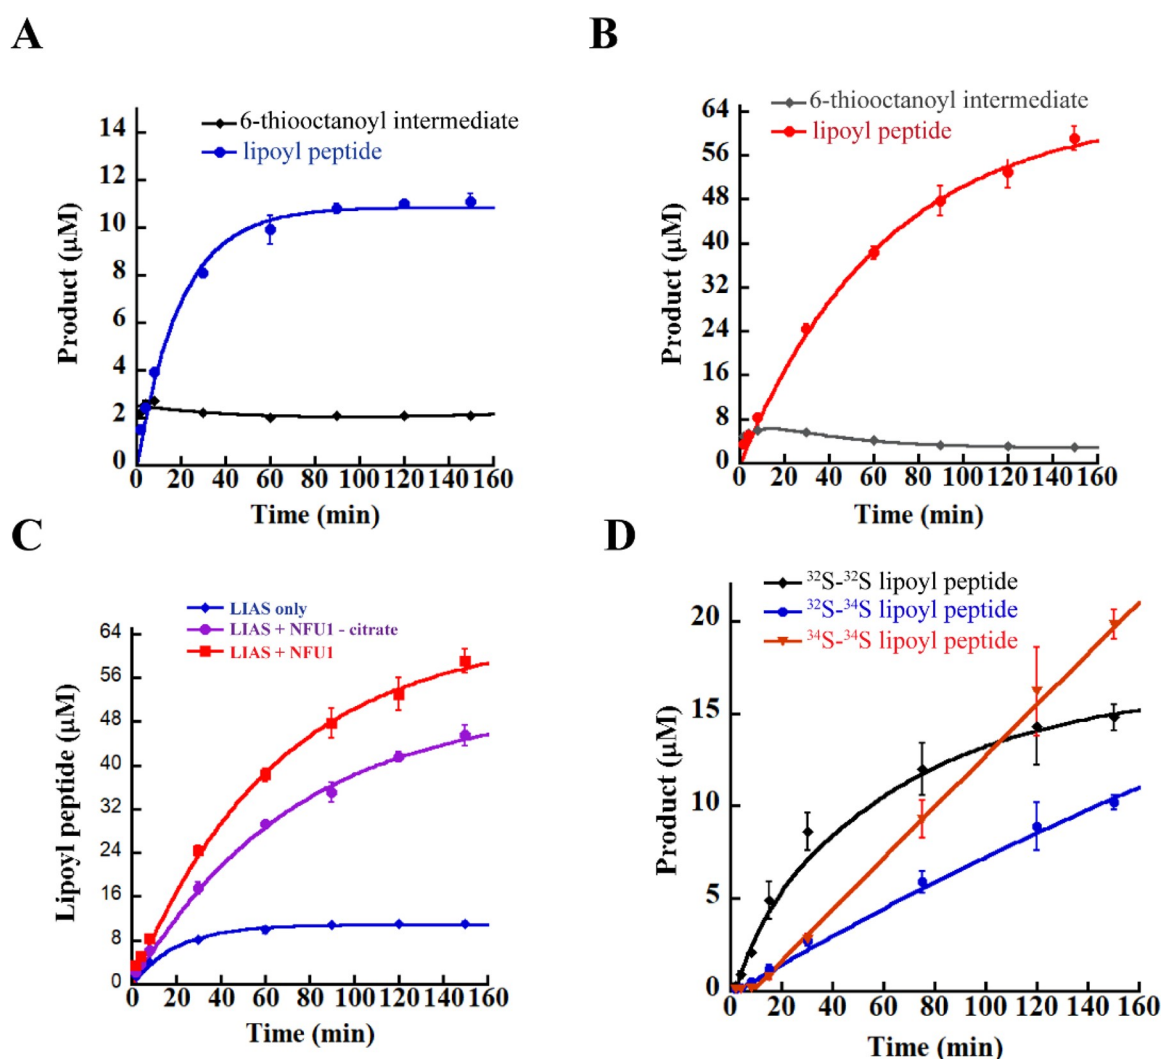 A
6-thiooctanoyl intermediate
lipoyl peptide
14
12
10
8
6
4
2
0
Product (μM)
0 20 40 60 80 100 120 140 160
Time (min)
B
6-thiooctanoyl intermediate
lipoyl peptide
64
56
48
40
32
24
16
8
0
Product (μM)
0 20 40 60 80 100 120 140 160
Time (min)
C
LIAS only
LIAS + NFU1 - citrate
LIAS + NFU1
64
56
48
40
32
24
16
8
0
Lipoyl peptide (μM)
0 20 40 60 80 100 120 140 160
Time (min)
D
³²S-³²S lipoyl peptide
³²S-³⁴S lipoyl peptide
³⁴S-³⁴S lipoyl peptide
20
15
10
5
0
Product (μM)
0 20 40 60 80 100 120 140 160
Time (min)